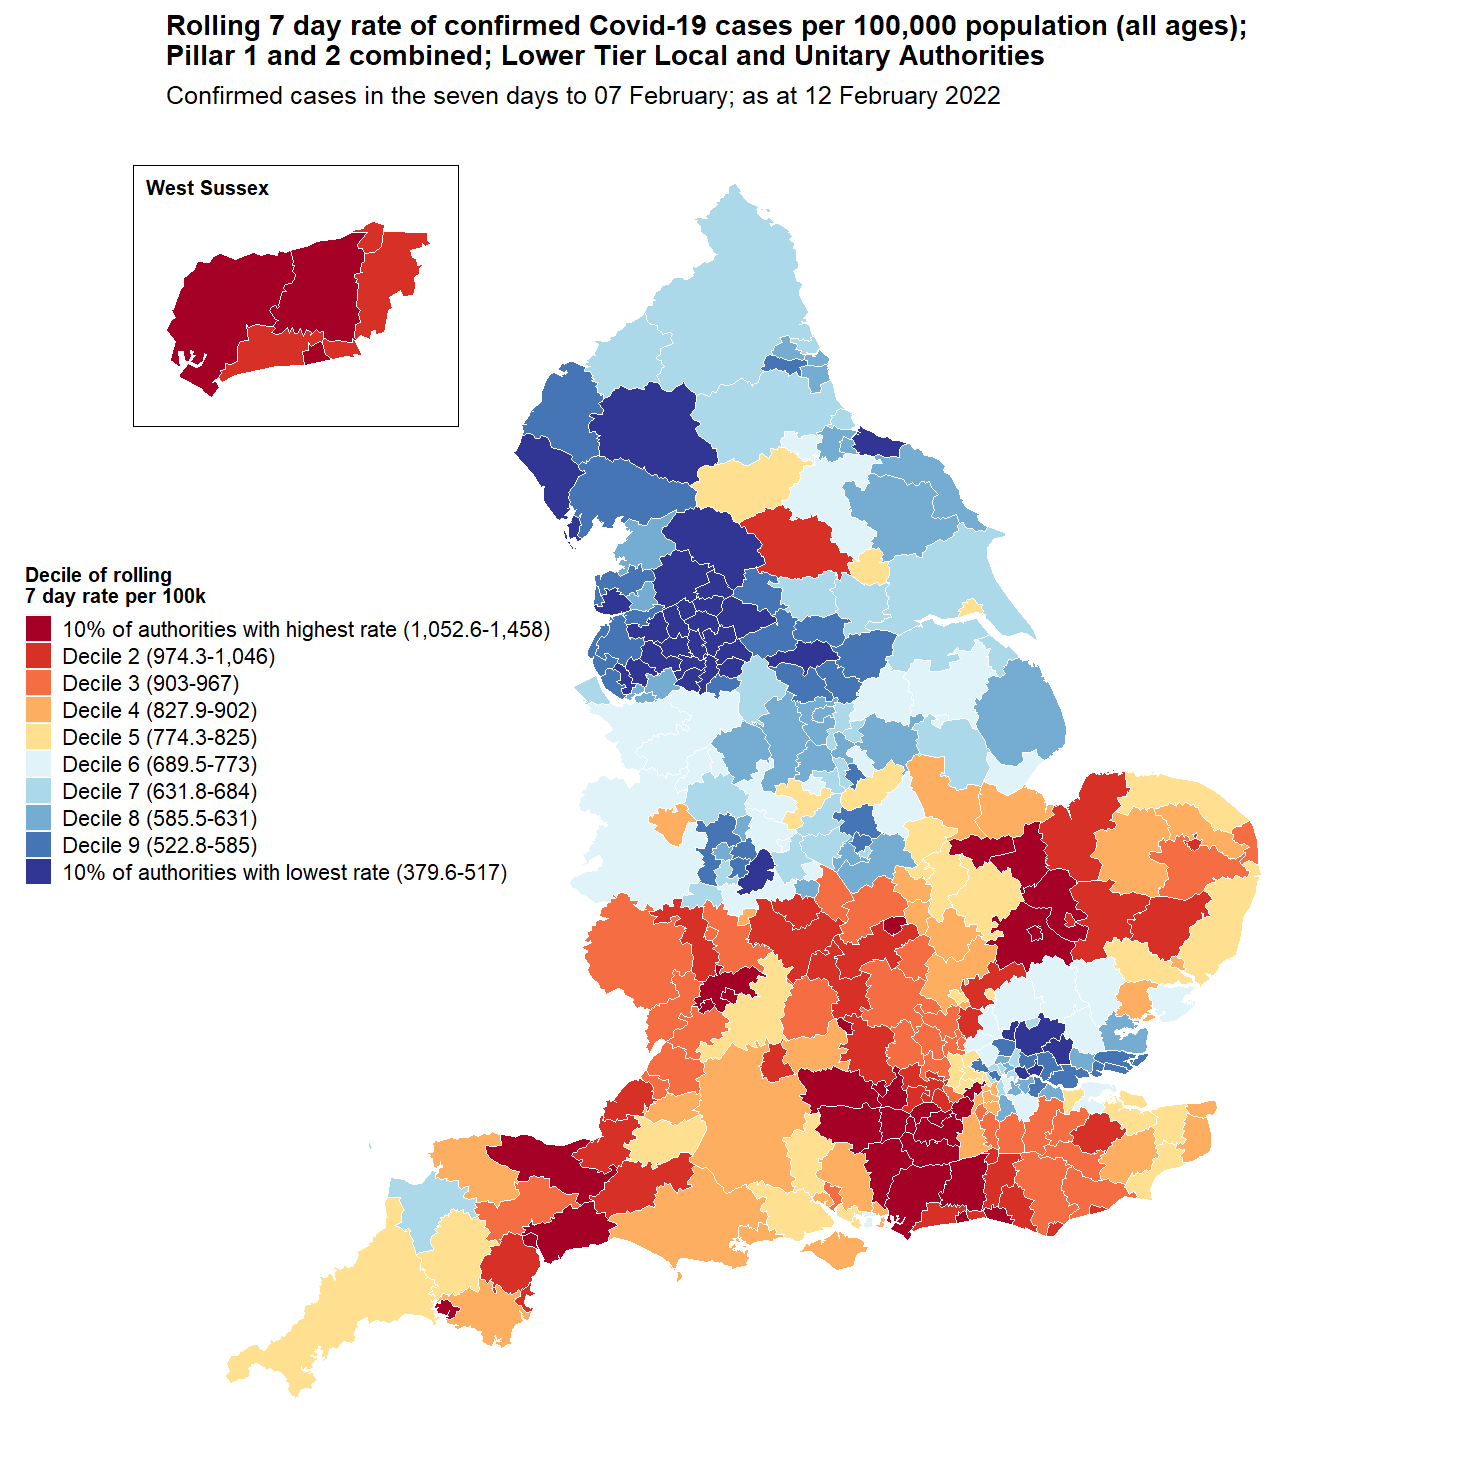 Rolling 7 day rate of confirmed Covid-19 cases per 100,000 population (all ages);
Pillar 1 and 2 combined; Lower Tier Local and Unitary Authorities
Confirmed cases in the seven days to 07 February; as at 12 February 2022
West Sussex
Decile of rolling
7 day rate per 100k
10% of authorities with highest rate (1,052.6-1,458)
Decile 2 (974.3-1,046)
Decile 3 (903-967)
Decile 4 (827.9-902)
Decile 5 (774.3-825)
Decile 6 (689.5-773)
Decile 7 (631.8-684)
Decile 8 (585.5-631)
Decile 9 (522.8-585)
10% of authorities with lowest rate (379.6-517)